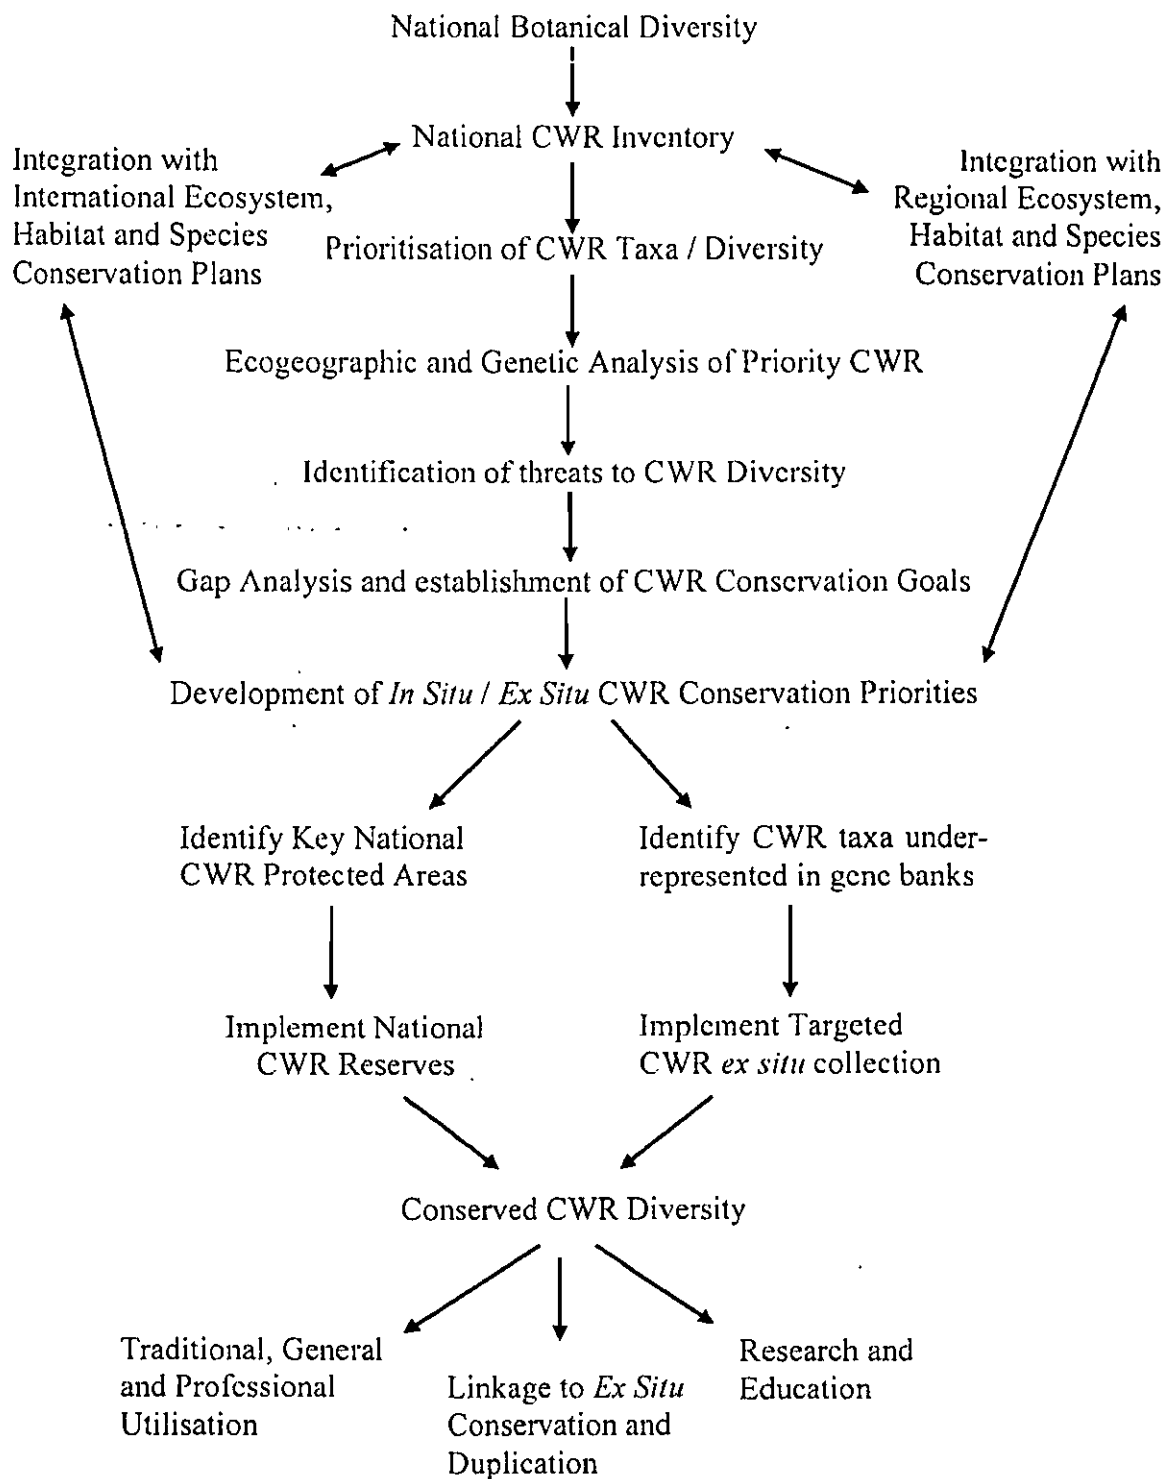 National Botanical Diversity
National CWR Inventory
Integration with
International Ecosystem,
Habitat and Species
Conservation Plans
Integration with
Regional Ecosystem,
Habitat and Species
Conservation Plans
Prioritisation of CWR Taxa / Diversity
Ecogeographic and Genetic Analysis of Priority CWR
Identification of threats to CWR Diversity
Gap Analysis and establishment of CWR Conservation Goals
Development of In Situ / Ex Situ CWR Conservation Priorities
Identify Key National
CWR Protected Areas
Identify CWR taxa under-
represented in gene banks
Implement National
CWR Reserves
Implement Targeted
CWR ex situ collection
Conserved CWR Diversity
Traditional, General
and Professional
Utilisation
Linkage to Ex Situ
Conservation and
Duplication
Research and
Education